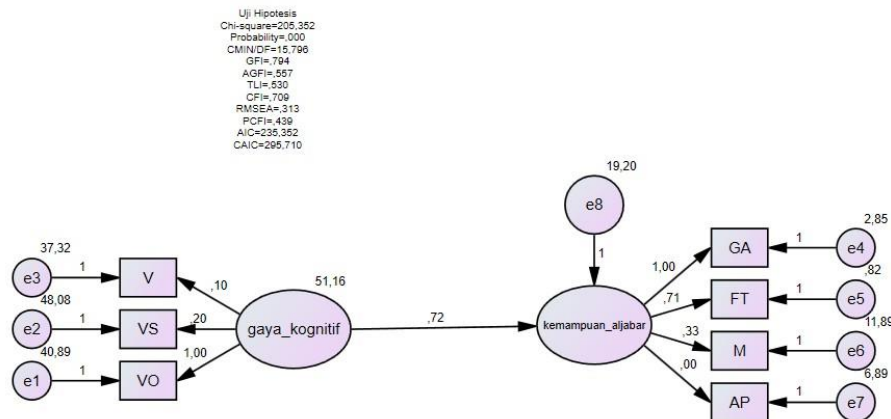 Uji Hipotesis
Chi-square=205,352
Probability=,000
CMIN/DF=15,796
GFI=,794
AGFI=,557
TLI=,530
CFI=,709
RMSEA=,313
PCFI=,439
AIC=235,352
CAIC=295,710
19,20
e8
1
37,32
e3
1
V
,10
48,08
e2
1
VS
,20
40,89
e1
1
VO
1,00
51,16
gaya_kognitif
,72
kemampuan_aljabar
1,00
GA
1
2,85
e4
,71
FT
1
,82
e5
,33
M
1
11,89
e6
,00
AP
1
6,89
e7